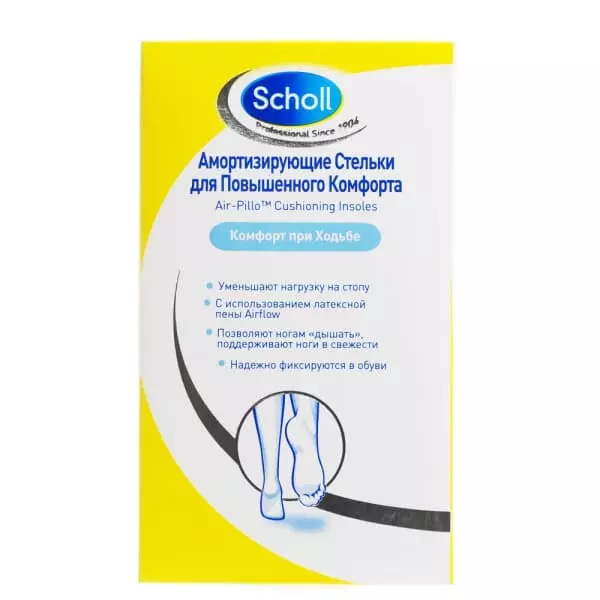 Scholl
Professional Since 1904
Амортизирующие Стельки
для Повышенного Комфорта
Air-Pillo™ Cushioning Insoles
Комфорт при Ходьбе
Уменьшают нагрузку на стопу
С использованием латексной
пены Airflow
Позволяют ногам «дышать»,
поддерживают ноги в свежести
Надежно фиксируются в обуви